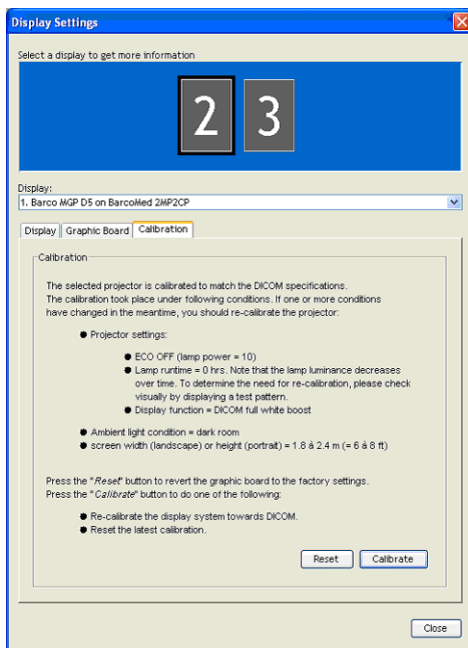 Display Settings
Select a display to get more information
2 3
Display:
1. Barco MGP D5 on BarcoMed 2MP2CP
Display Graphic Board Calibration
Calibration
The selected projector is calibrated to match the DICOM specifications.
The calibration took place under following conditions. If one or more conditions
have changed in the meantime, you should re-calibrate the projector:
● Projector settings:
● ECO OFF (lamp power = 10)
● Lamp runtime = 0 hrs. Note that the lamp luminance decreases
over time. To determine the need for re-calibration, please check
visually by displaying a test pattern.
● Display function = DICOM full white boost
● Ambient light condition = dark room
● screen width (landscape) or height (portrait) = 1.8 à 2.4 m (= 6 à 8 ft)
Press the "Reset" button to revert the graphic board to the factory settings.
Press the "Calibrate" button to do one of the following:
● Re-calibrate the display system towards DICOM.
● Reset the latest calibration.
Reset Calibrate
Close